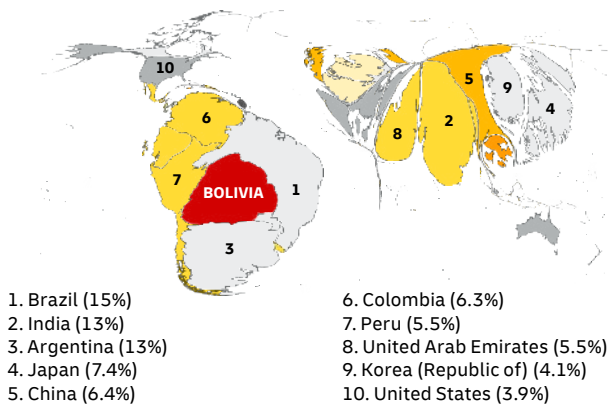 10
6
7
BOLIVIA
1
3
5
9
4
8
2
1. Brazil (15%)
2. India (13%)
3. Argentina (13%)
4. Japan (7.4%)
5. China (6.4%)
6. Colombia (6.3%)
7. Peru (5.5%)
8. United Arab Emirates (5.5%)
9. Korea (Republic of) (4.1%)
10. United States (3.9%)